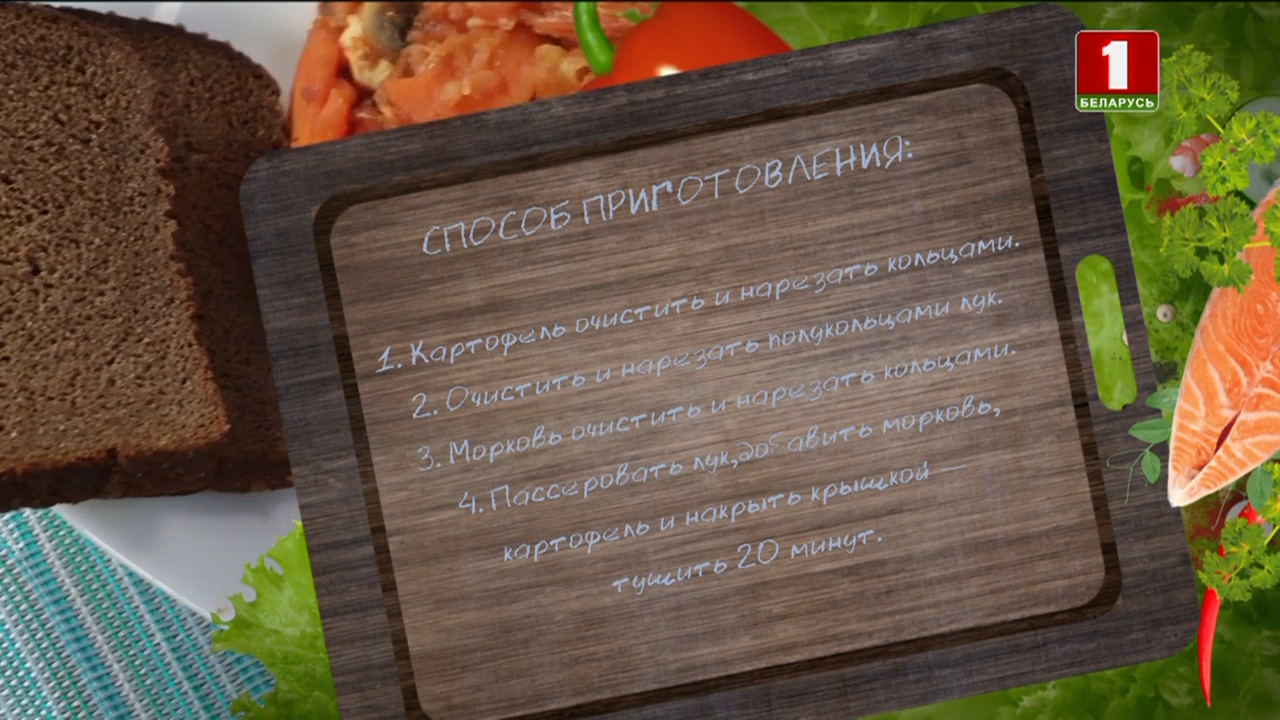 1
БЕЛАРУСЬ
СПОСОБ ПРИГОТОВЛЕНИЯ:
1. Картофель очистить и нарезать кольцами.
2. Очистить и нарезать полукольцами лук.
3. Морковь очистить и нарезать кольцами.
4. Пассеровать лук, добавить морковь,
картофель и накрыть крышкой —
тушить 20 минут.